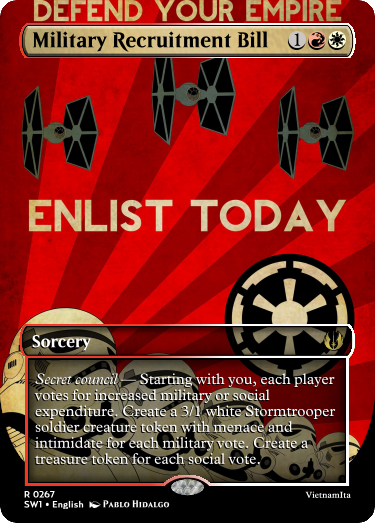 DEFEND YOUR EMPIRE
Military Recruitment Bill 1
ENLIST TODAY
Sorcery
Secret council — Starting with you, each player
votes for increased military or social
expenditure. Create a 3/1 white Stormtrooper
soldier creature token with menace and
intimidate for each military vote. Create a
treasure token for each social vote.
R 0267
SW1 • English Pablo Hidalgo
VietnamIta